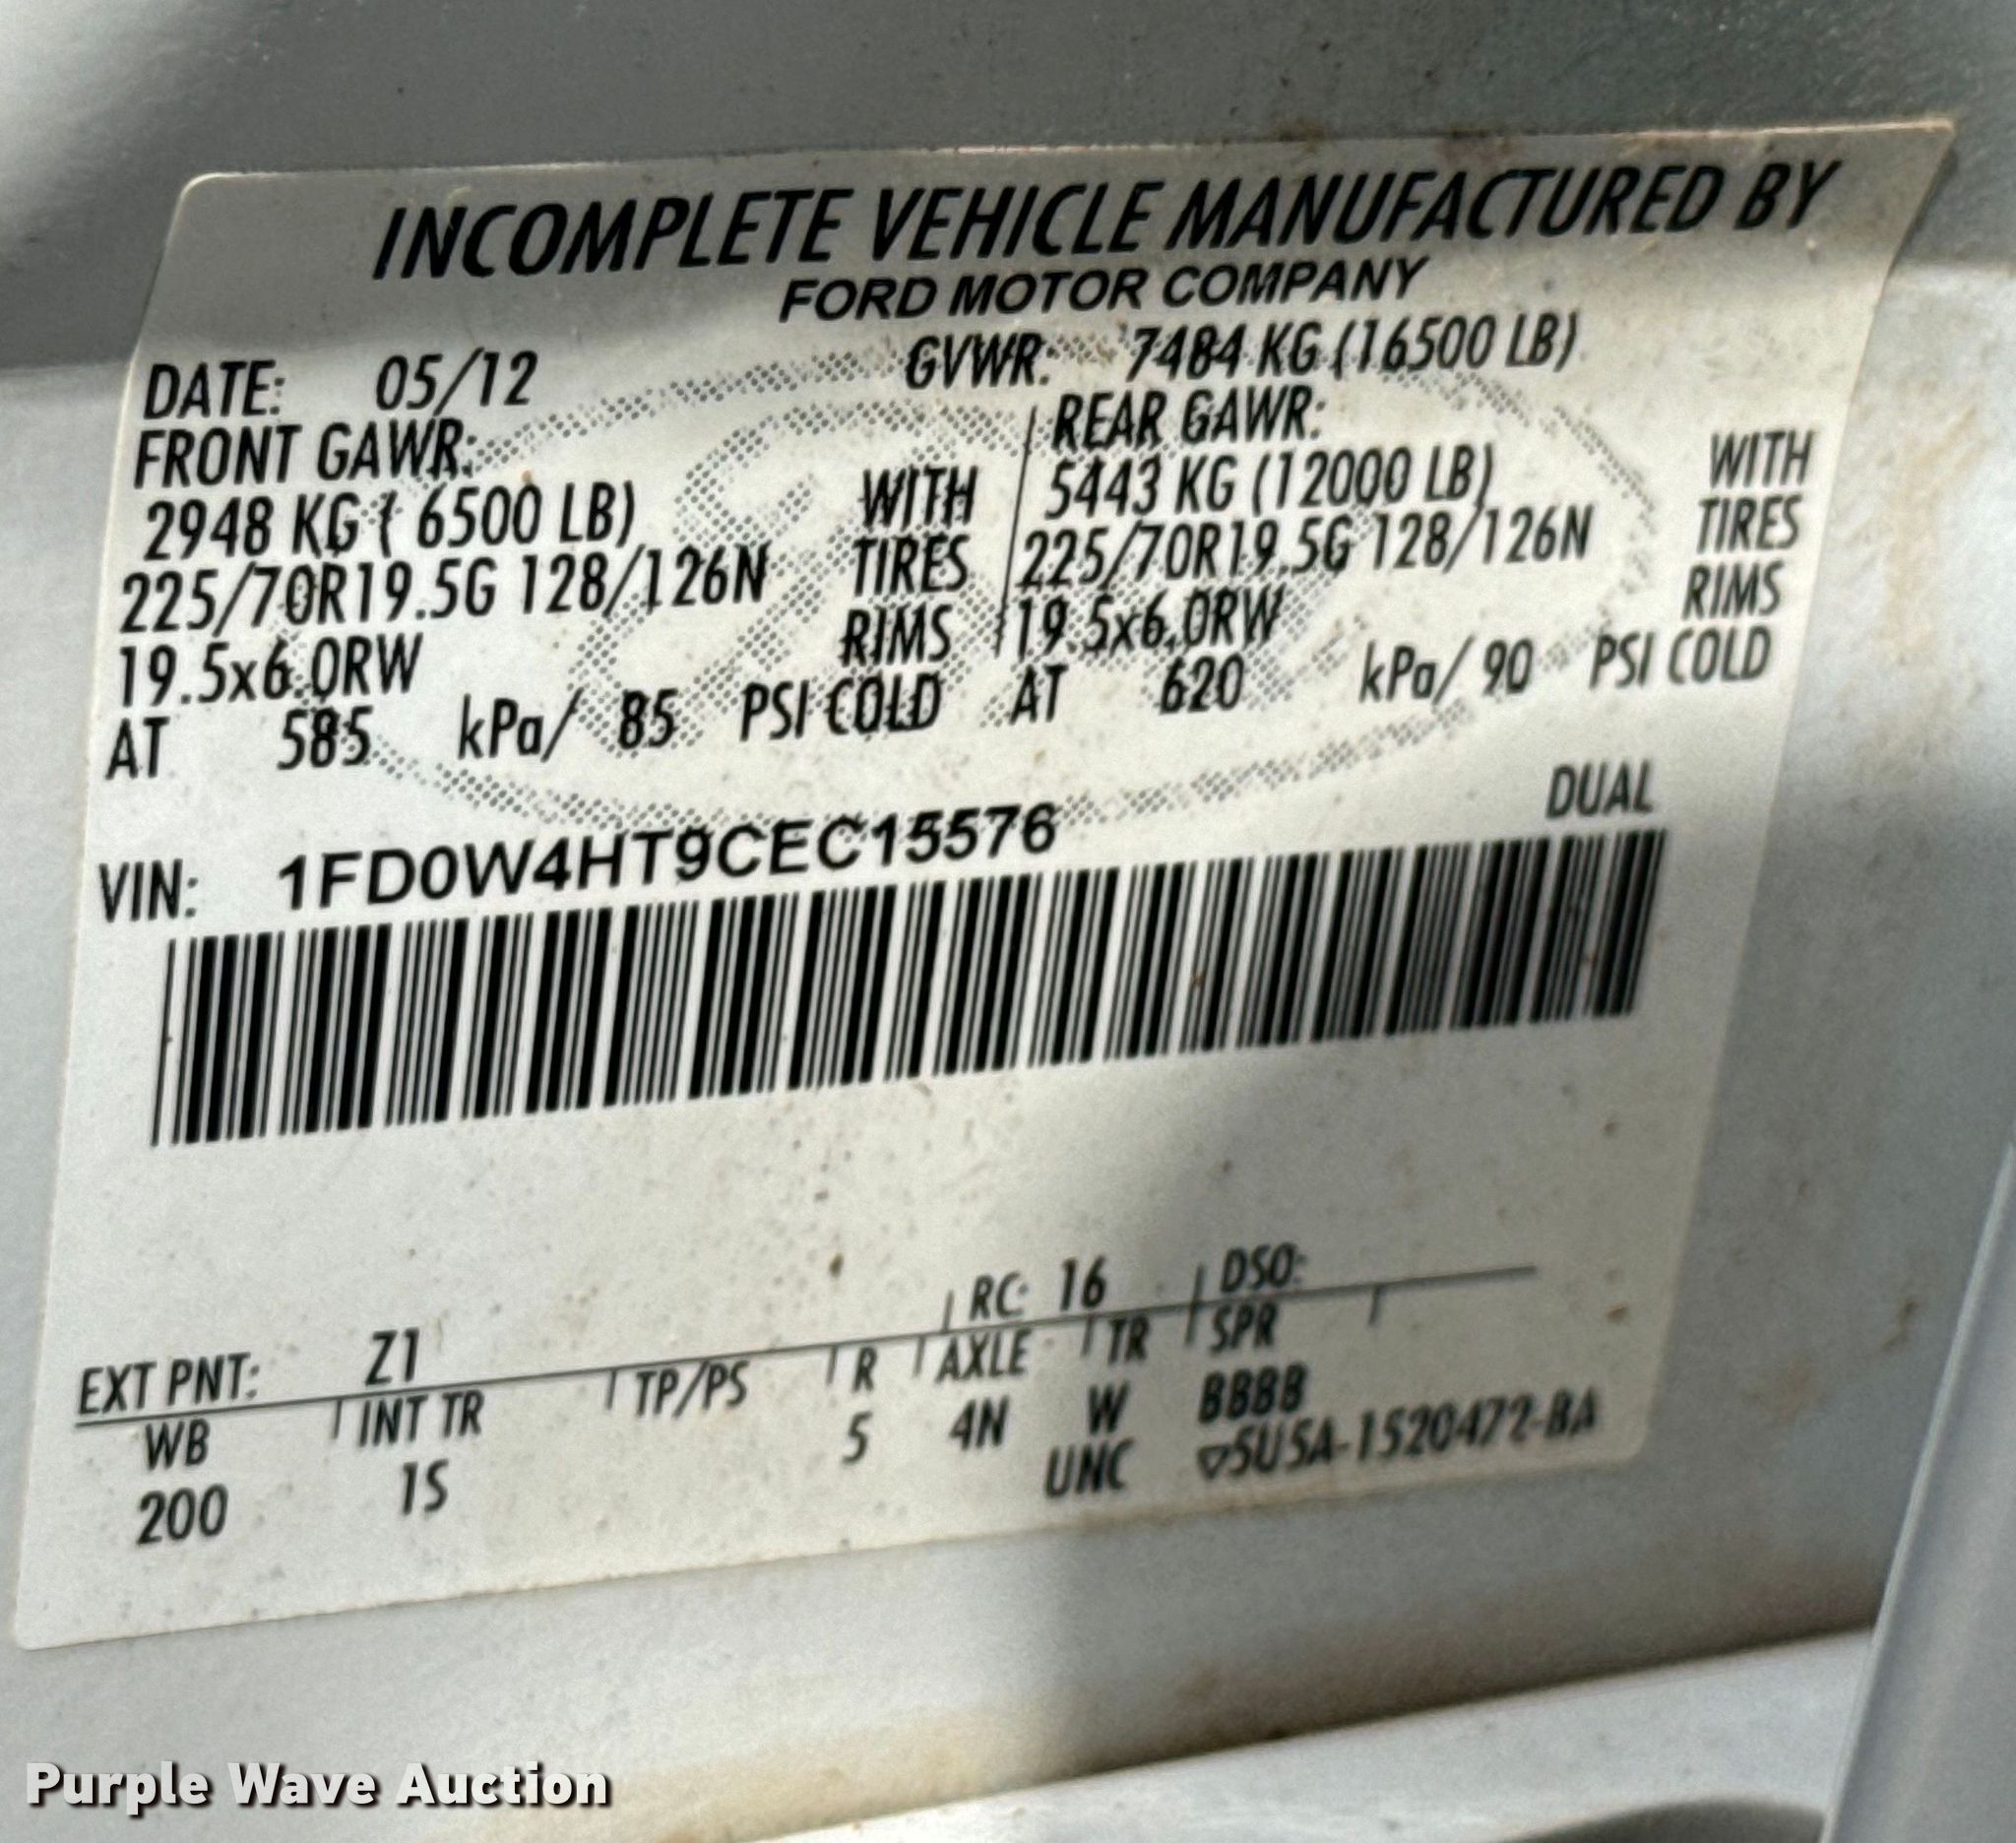 INCOMPLETE VEHICLE MANUFACTURED BY
FORD MOTOR COMPANY
DATE: 05/12 GVWR: 7484 KG (16500 LB)
FRONT GAWR: REAR GAWR:
2948 KG ( 6500 LB) WITH 5443 KG (12000 LB) WITH
225/70R19.5G 128/126N TIRES 225/70R19.5G 128/126N TIRES
19.5x6.0RW RIMS 19.5x6.0RW RIMS
AT 585 kPa/ 85 PSI COLD AT 620 kPa/ 90 PSI COLD
DUAL
VIN: 1FD0W4HT9CEC15576
EXT PNT: Z1 RC: 16 DSO:
WB INT TR TP/PS R AXLE TR SPR
200 1S 5 4N W BBBB
UNC ▽5U5A-1520472-BA
Purple Wave Auction